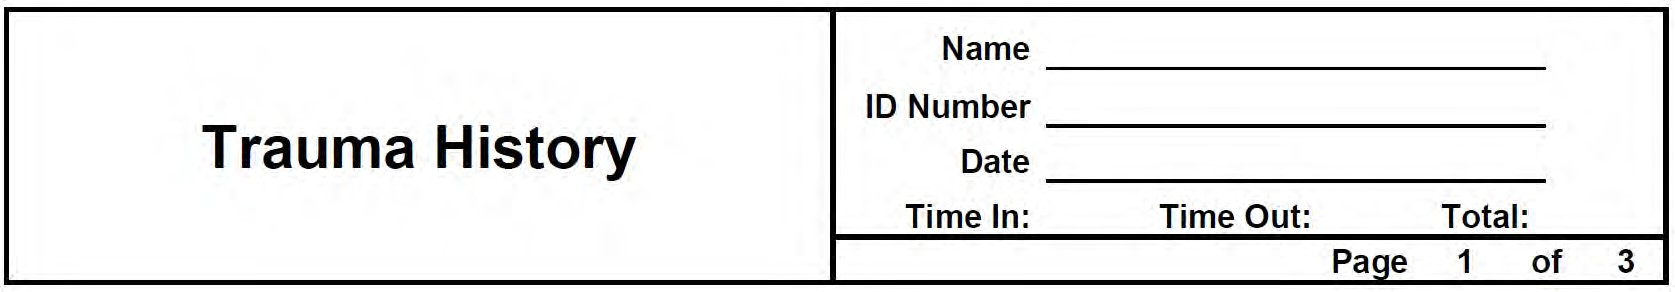 Trauma History
Name
ID Number
Date
Time In: Time Out: Total:
Page 1 of 3